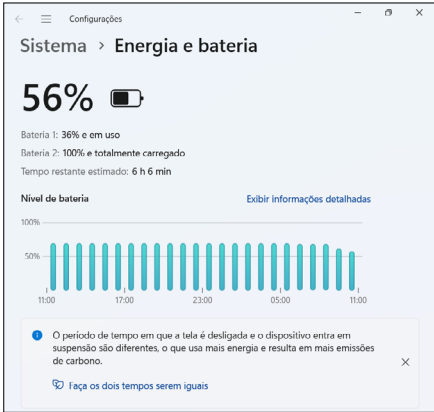 Configurações
Sistema > Energia e bateria
56%
Bateria 1: 36% e em uso
Bateria 2: 100% e totalmente carregado
Tempo restante estimado: 6 h 6 min
Nível de bateria Exibir informações detalhadas
100%
50%
11:00 17:00 23:00 05:00 11:00
O período de tempo em que a tela é desligada e o dispositivo entra em
suspensão são diferentes, o que usa mais energia e resulta em mais emissões
de carbono.
Faça os dois tempos serem iguais